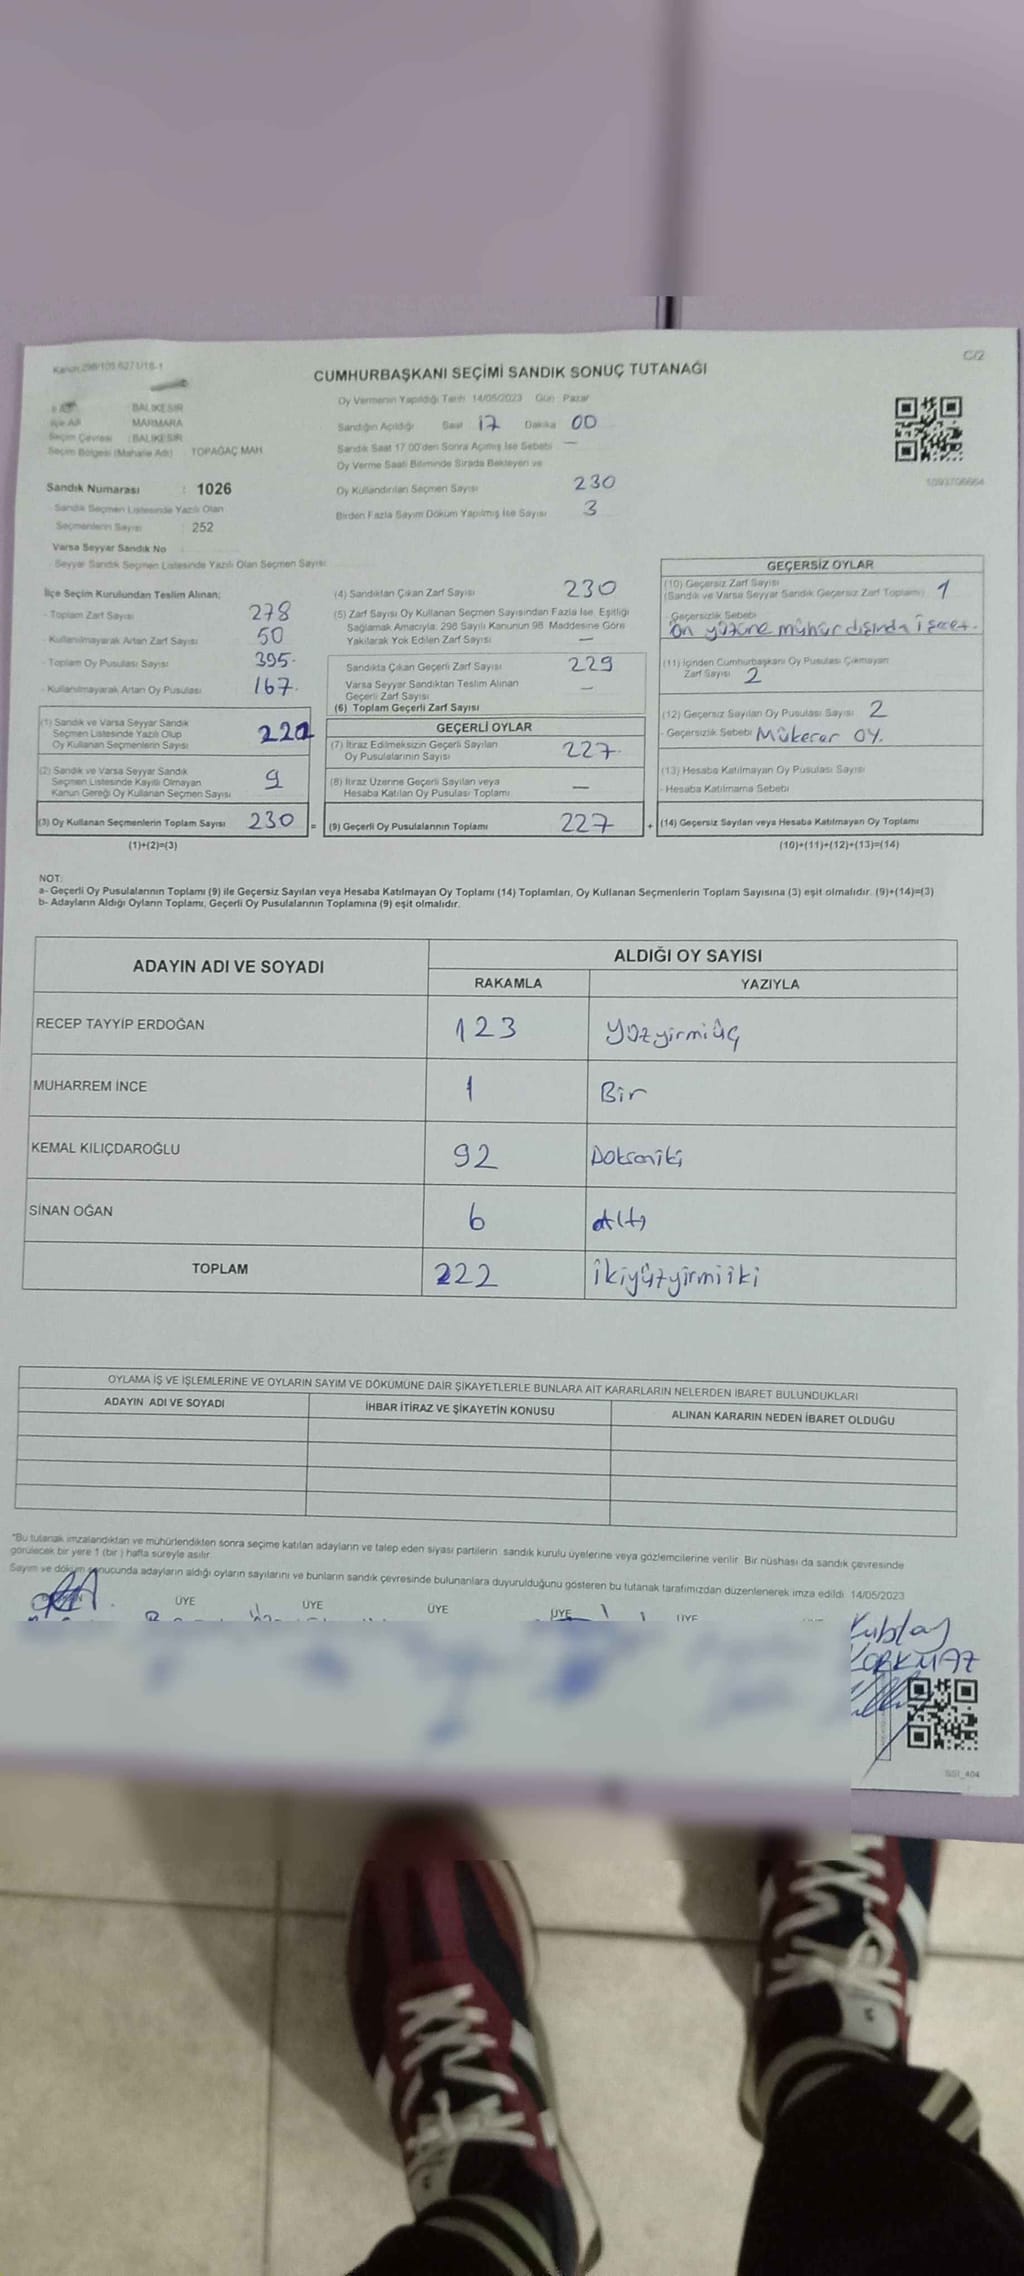 Kanun:298/105.6271/16-1
C/2
CUMHURBAŞKANI SEÇİMİ SANDIK SONUÇ TUTANAĞI
: BALIKESİR
İlçe Adı : MARMARA
Seçim Çevresi : BALIKESİR
Seçim Bölgesi (Mahalle Adı) : TOPAĞAÇ MAH
Sandık Numarası : 1026
- Sandık Seçmen Listesinde Yazılı Olan
Seçmenlerin Sayısı : 252
Varsa Seyyar Sandık No
- Seyyar Sandık Seçmen Listesinde Yazılı Olan Seçmen Sayısı
Oy Vermenin Yapıldığı Tarih 14/05/2023 Gün : Pazar
Sandığın Açıldığı Saat 17 Dakika 00
Sandık Saat 17.00'den Sonra Açılmış İse Sebebi —
Oy Verme Saati Bitiminde Sırada Bekleyen ve
Oy Kullandırılan Seçmen Sayısı 230
Birden Fazla Sayım Döküm Yapılmış İse Sayısı 3
1093706664
İlçe Seçim Kurulundan Teslim Alınan;
- Toplam Zarf Sayısı 278
- Kullanılmayarak Artan Zarf Sayısı 50
- Toplam Oy Pusulası Sayısı 395.
- Kullanılmayarak Artan Oy Pusulası 167.
(1) Sandık ve Varsa Seyyar Sandık
Seçmen Listesinde Yazılı Olup
Oy Kullanan Seçmenlerin Sayısı
(2) Sandık ve Varsa Seyyar Sandık
Seçmen Listesinde Kayıtlı Olmayan
Kanun Gereği Oy Kullanan Seçmen Sayısı 9
(3) Oy Kullanan Seçmenlerin Toplam Sayısı 230
(1)+(2)=(3)
(4) Sandıktan Çıkan Zarf Sayısı 230
(5) Zarf Sayısı Oy Kullanan Seçmen Sayısından Fazla İse, Eşitliği
Sağlamak Amacıyla, 298 Sayılı Kanunun 98. Maddesine Göre
Yakılarak Yok Edilen Zarf Sayısı —
Sandıkta Çıkan Geçerli Zarf Sayısı 229
Varsa Seyyar Sandıktan Teslim Alınan
Geçerli Zarf Sayısı —
(6) Toplam Geçerli Zarf Sayısı
GEÇERLİ OYLAR
(7) İtiraz Edilmeksizin Geçerli Sayılan
Oy Pusulalarının Sayısı 227.
(8) İtiraz Üzerine Geçerli Sayılan veya
Hesaba Katılan Oy Pusulası Toplamı —
= (9) Geçerli Oy Pusulalarının Toplamı 227
GEÇERSİZ OYLAR
(10) Geçersiz Zarf Sayısı
(Sandık ve Varsa Seyyar Sandık Geçersiz Zarf Toplamı) 1
- Geçersizlik Sebebi
Ön yüzüne mühür dışında işaret.
(11) İçinden Cumhurbaşkanı Oy Pusulası Çıkmayan
Zarf Sayısı 2
(12) Geçersiz Sayılan Oy Pusulası Sayısı 2
- Geçersizlik Sebebi Mükerer OY.
(13) Hesaba Katılmayan Oy Pusulası Sayısı
- Hesaba Katılmama Sebebi
+ (14) Geçersiz Sayılan veya Hesaba Katılmayan Oy Toplamı
(10)+(11)+(12)+(13)=(14)
NOT:
a- Geçerli Oy Pusulalarının Toplamı (9) ile Geçersiz Sayılan veya Hesaba Katılmayan Oy Toplamı (14) Toplamları, Oy Kullanan Seçmenlerin Toplam Sayısına (3) eşit olmalıdır. (9)+(14)=(3)
b- Adayların Aldığı Oyların Toplamı, Geçerli Oy Pusulalarının Toplamına (9) eşit olmalıdır.
ADAYIN ADI VE SOYADI
ALDIĞI OY SAYISI
RAKAMLA YAZIYLA
RECEP TAYYİP ERDOĞAN 123 Yüzyirmiüç
MUHARREM İNCE 1 Bir
KEMAL KILIÇDAROĞLU 92 Doksaniki
SİNAN OĞAN 6 Altı
TOPLAM 222 İkiyüzyirmiiki
OYLAMA İŞ VE İŞLEMLERİNE VE OYLARIN SAYIM VE DÖKÜMÜNE DAİR ŞİKAYETLERLE BUNLARA AİT KARARLARIN NELERDEN İBARET BULUNDUKLARI
ADAYIN ADI VE SOYADI İHBAR İTİRAZ VE ŞİKAYETİN KONUSU ALINAN KARARIN NEDEN İBARET OLDUĞU
*Bu tutanak imzalandıktan ve mühürlendikten sonra seçime katılan adayların ve talep eden siyasi partilerin, sandık kurulu üyelerine veya gözlemcilerine verilir. Bir nüshası da sandık çevresinde
görülecek bir yere 1 (bir) hafta süreyle asılır.
Sayım ve döküm sonucunda adayların aldığı oyların sayılarını ve bunların sandık çevresinde bulunanlara duyurulduğunu gösteren bu tutanak tarafımızdan düzenlenerek imza edildi. 14/05/2023
ÜYE ÜYE ÜYE ÜYE ÜYE
Kublay
KORKMAZ
SSI_404